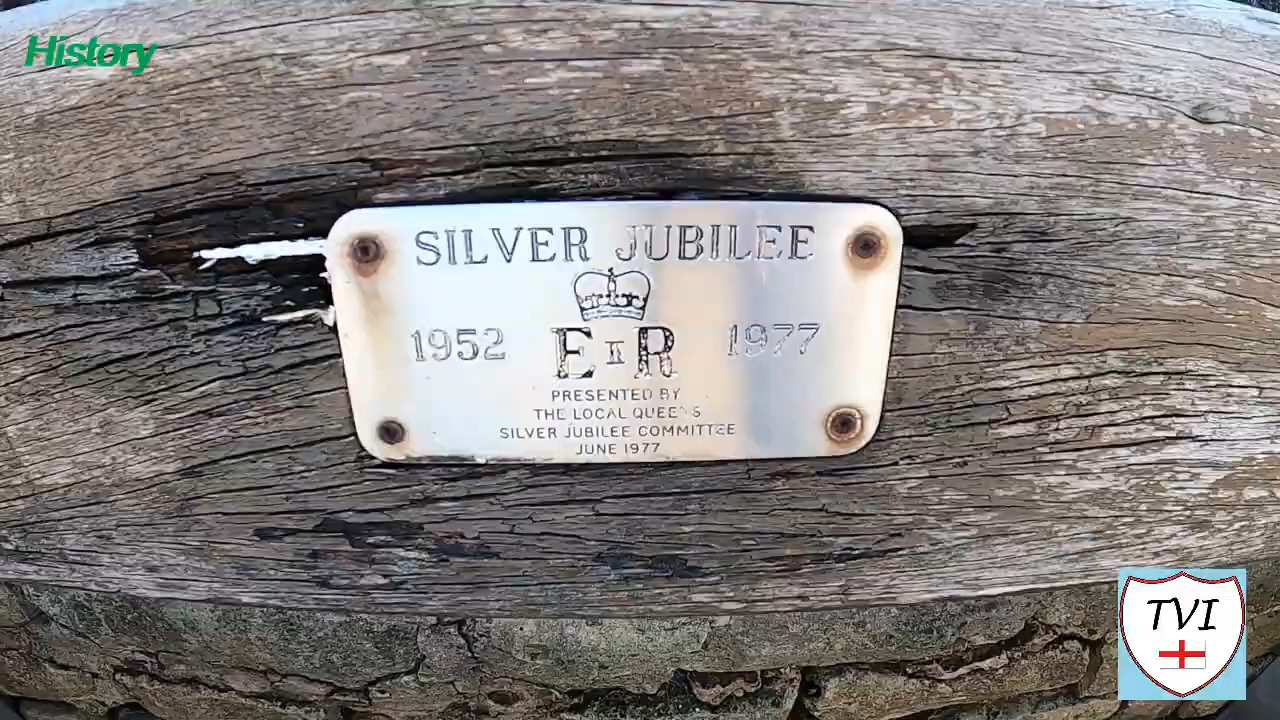 History
SILVER JUBILEE
1952 E II R 1977
PRESENTED BY
THE LOCAL QUEEN'S
SILVER JUBILEE COMMITTEE
JUNE 1977
TVI